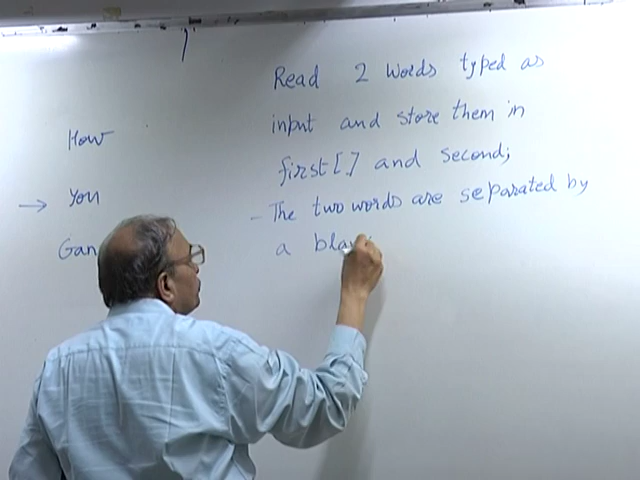 How
→ You
Gan
Read 2 words typed as
input and store them in
first[] and second;
- The two words are separated by
a bla